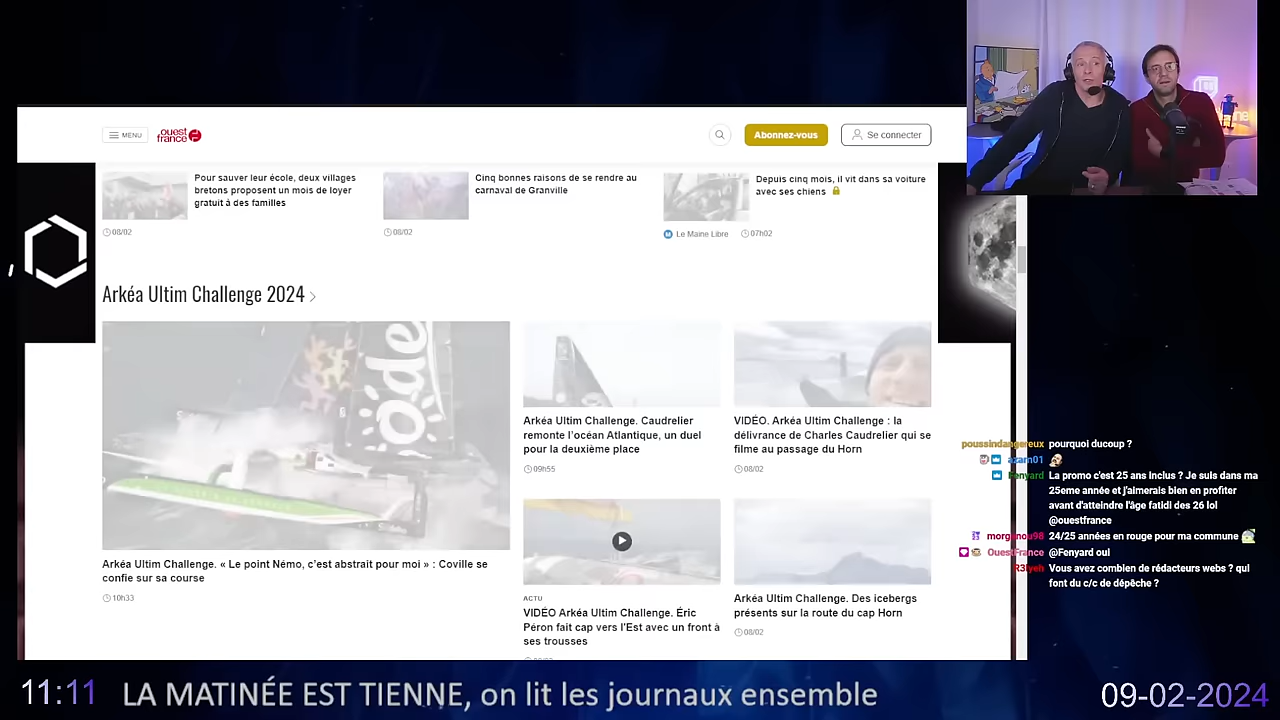 MENU
ouest
france
Abonnez-vous
Se connecter
Pour sauver leur école, deux villages
bretons proposent un mois de loyer
gratuit à des familles
08/02
Cinq bonnes raisons de se rendre au
carnaval de Granville
08/02
Depuis cinq mois, il vit dans sa voiture
avec ses chiens
Le Maine Libre
07h02
Arkéa Ultim Challenge 2024
Arkéa Ultim Challenge. « Le point Némo, c'est abstrait pour moi » : Coville se
confie sur sa course
10h33
Arkéa Ultim Challenge. Caudrelier
remonte l'océan Atlantique, un duel
pour la deuxième place
09h55
VIDÉO. Arkéa Ultim Challenge : la
délivrance de Charles Caudrelier qui se
filme au passage du Horn
08/02
ACTU
VIDÉO Arkéa Ultim Challenge. Éric
Péron fait cap vers l'Est avec un front à
ses trousses
Arkéa Ultim Challenge. Des icebergs
présents sur la route du cap Horn
08/02
poussindangereux pourquoi ducoup ?
azarn01
Fenyard La promo c'est 25 ans inclus ? Je suis dans ma
25eme année et j'aimerais bien en profiter
avant d'atteindre l'âge fatidi des 26 lol
@ouestfrance
morganou98 24/25 années en rouge pour ma commune
OuestFrance @Fenyard oui
Vous avez combien de rédacteurs webs ? qui
font du c/c de dépêche ?
11:11
LA MATINÉE EST TIENNE, on lit les journaux ensemble
09-02-2024